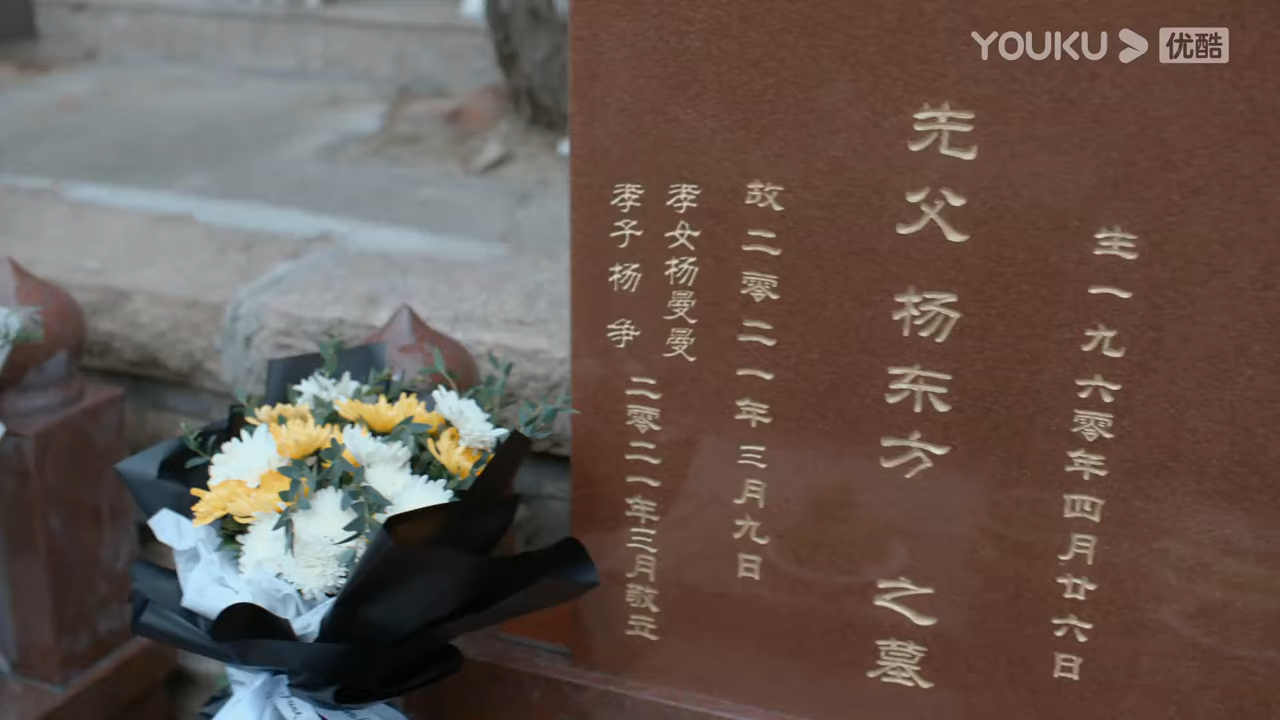 YOUKU 优酷
生一九六零年四月廿六日
先父杨东方之墓
故二零二一年三月九日
孝女杨曼曼
孝子杨争
二零二一年三月敬立